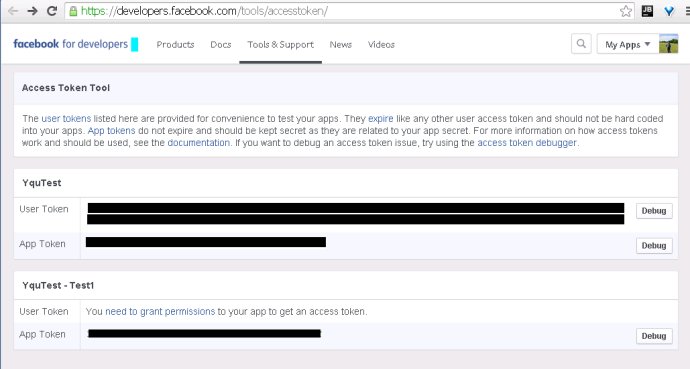 https://developers.facebook.com/tools/accesstoken/
JB
facebook for developers
Products Docs Tools & Support News Videos
My Apps
Access Token Tool
The user tokens listed here are provided for convenience to test your apps. They expire like any other user access token and should not be hard coded
into your apps. App tokens do not expire and should be kept secret as they are related to your app secret. For more information on how access tokens
work and should be used, see the documentation. If you want to debug an access token issue, try using the access token debugger.
YquTest
User Token Debug
App Token Debug
YquTest - Test1
User Token You need to grant permissions to your app to get an access token.
App Token Debug